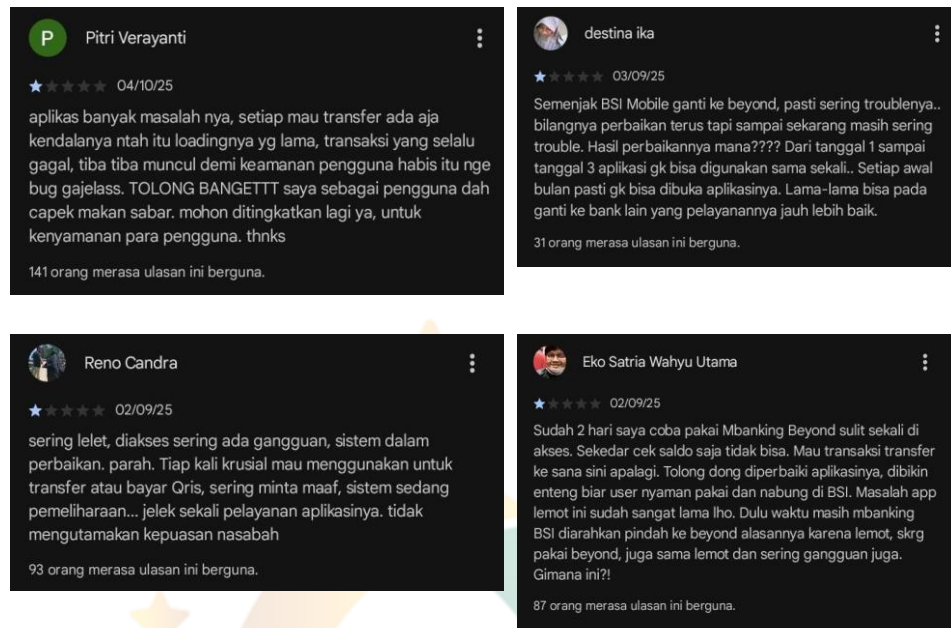 P
Pitri Verayanti
04/10/25
aplikas banyak masalah nya, setiap mau transfer ada aja
kendalanya ntah itu loadingnya yg lama, transaksi yang selalu
gagal, tiba tiba muncul demi keamanan pengguna habis itu nge
bug gajelass. TOLONG BANGETTT saya sebagai pengguna dah
capek makan sabar. mohon ditingkatkan lagi ya, untuk
kenyamanan para pengguna. thnks
141 orang merasa ulasan ini berguna.
destina ika
03/09/25
Semenjak BSI Mobile ganti ke beyond, pasti sering troublenya..
bilangnya perbaikan terus tapi sampai sekarang masih sering
trouble. Hasil perbaikannya mana???? Dari tanggal 1 sampai
tanggal 3 aplikasi gk bisa digunakan sama sekali.. Setiap awal
bulan pasti gk bisa dibuka aplikasinya. Lama-lama bisa pada
ganti ke bank lain yang pelayanannya jauh lebih baik.
31 orang merasa ulasan ini berguna.
Reno Candra
02/09/25
sering lelet, diakses sering ada gangguan, sistem dalam
perbaikan. parah. Tiap kali krusial mau menggunakan untuk
transfer atau bayar Qris, sering minta maaf, sistem sedang
pemeliharaan... jelek sekali pelayanan aplikasinya. tidak
mengutamakan kepuasan nasabah
93 orang merasa ulasan ini berguna.
Eko Satria Wahyu Utama
02/09/25
Sudah 2 hari saya coba pakai Mbanking Beyond sulit sekali di
akses. Sekedar cek saldo saja tidak bisa. Mau transaksi transfer
ke sana sini apalagi. Tolong dong diperbaiki aplikasinya, dibikin
enteng biar user nyaman pakai dan nabung di BSI. Masalah app
lemot ini sudah sangat lama lho. Dulu waktu masih mbanking
BSI diarahkan pindah ke beyond alasannya karena lemot, skrg
pakai beyond, juga sama lemot dan sering gangguan juga.
Gimana ini?!
87 orang merasa ulasan ini berguna.